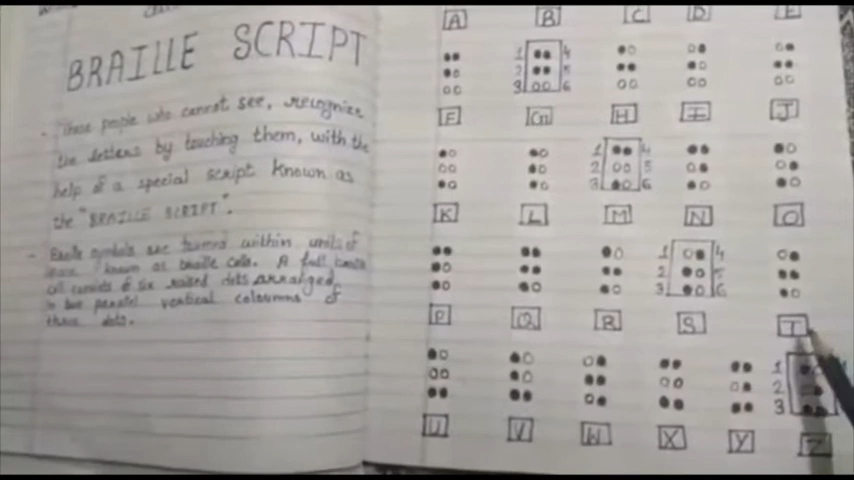 A B C D E
BRAILLE SCRIPT
- Those people who cannot see, recognize
the letters by touching them, with the
help of a special script known as
the "BRAILLE SCRIPT".
- Braille symbols are formed within units of
space known as braille cells. A full braille
cell consists of six raised dots arranged
in two parallel vertical coloumns of
three dots.
1 4
2 5
3 6
F G H I J
1 4
2 5
3 6
K L M N O
1 4
2 5
3 6
P Q R S T
1
2
3
U V W X Y Z